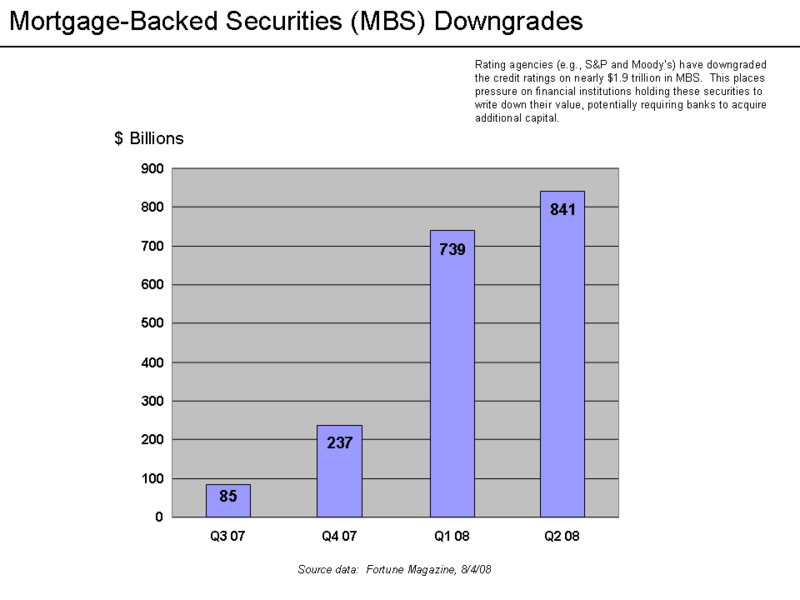 Mortgage-Backed Securities (MBS) Downgrades
Rating agencies (e.g., S&P and Moody's) have downgraded
the credit ratings on nearly $1.9 trillion in MBS.  This places
pressure on financial institutions holding these securities to
write down their value, potentially requiring banks to acquire
additional capital.
$ Billions
900
800
700
600
500
400
300
200
100
0
85
237
739
841
Q3 07
Q4 07
Q1 08
Q2 08
Source data:  Fortune Magazine, 8/4/08